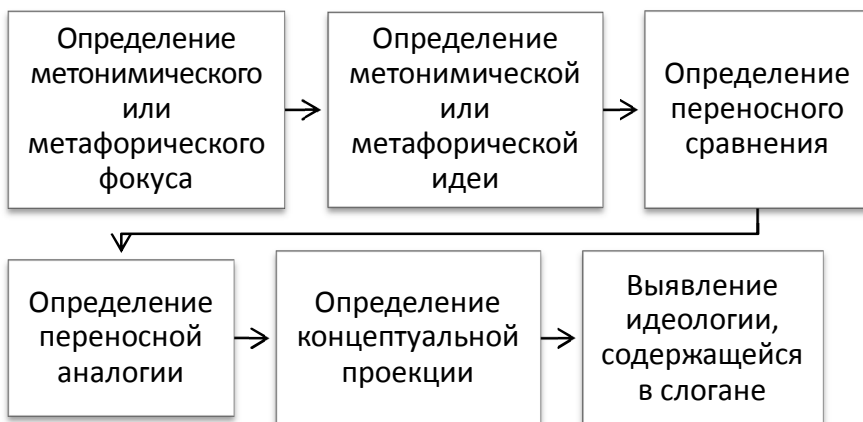 Определение
метонимического
или
метафорического
фокуса
Определение
метонимической
или
метафорической
идеи
Определение
переносного
сравнения
Определение
переносной
аналогии
Определение
концептуальной
проекции
Выявление
идеологии,
содержащейся
в слогане